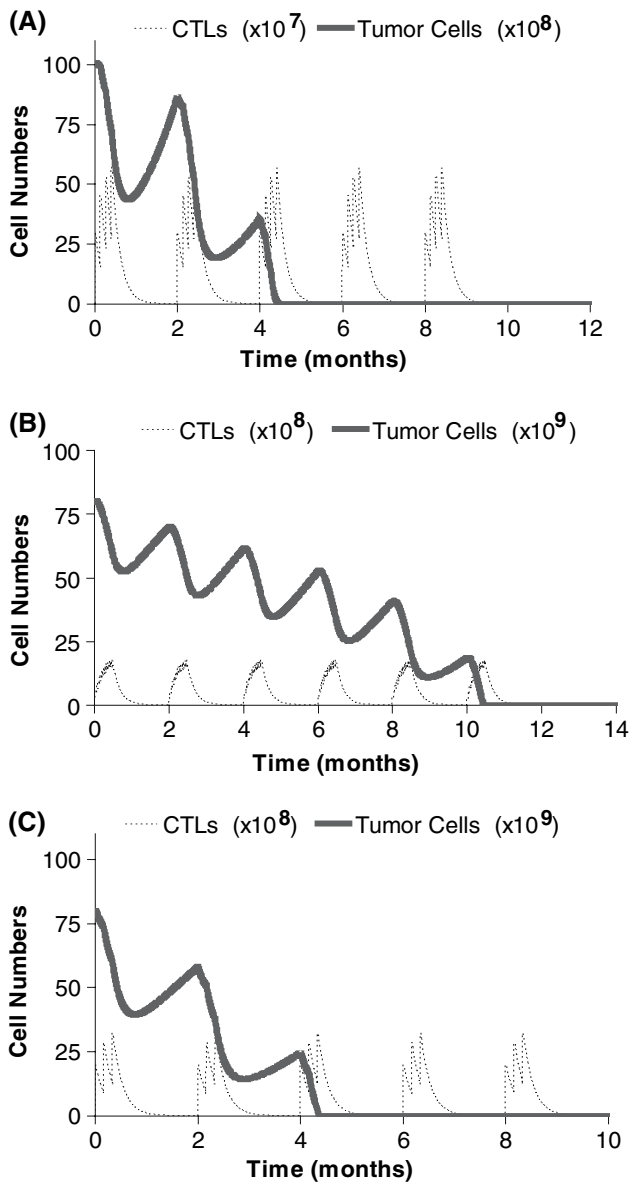 (A)
CTLs (x10⁷) Tumor Cells (x10⁸)
100
75
50
25
0
Cell Numbers
0 2 4 6 8 10 12
Time (months)
(B)
CTLs (x10⁸) Tumor Cells (x10⁹)
100
75
50
25
0
Cell Numbers
0 2 4 6 8 10 12 14
Time (months)
(C)
CTLs (x10⁸) Tumor Cells (x10⁹)
100
75
50
25
0
Cell Numbers
0 2 4 6 8 10
Time (months)